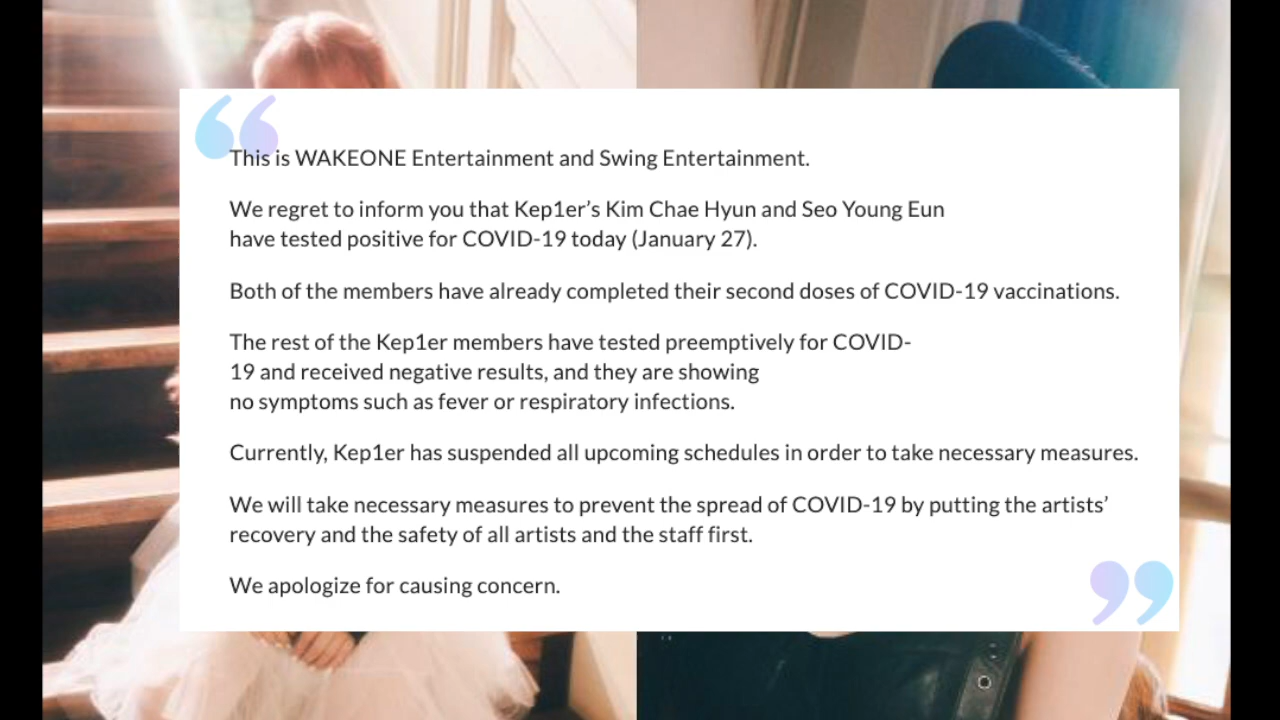 This is WAKEONE Entertainment and Swing Entertainment.
We regret to inform you that Kep1er’s Kim Chae Hyun and Seo Young Eun
have tested positive for COVID-19 today (January 27).
Both of the members have already completed their second doses of COVID-19 vaccinations.
The rest of the Kep1er members have tested preemptively for COVID-
19 and received negative results, and they are showing
no symptoms such as fever or respiratory infections.
Currently, Kep1er has suspended all upcoming schedules in order to take necessary measures.
We will take necessary measures to prevent the spread of COVID-19 by putting the artists’
recovery and the safety of all artists and the staff first.
We apologize for causing concern.